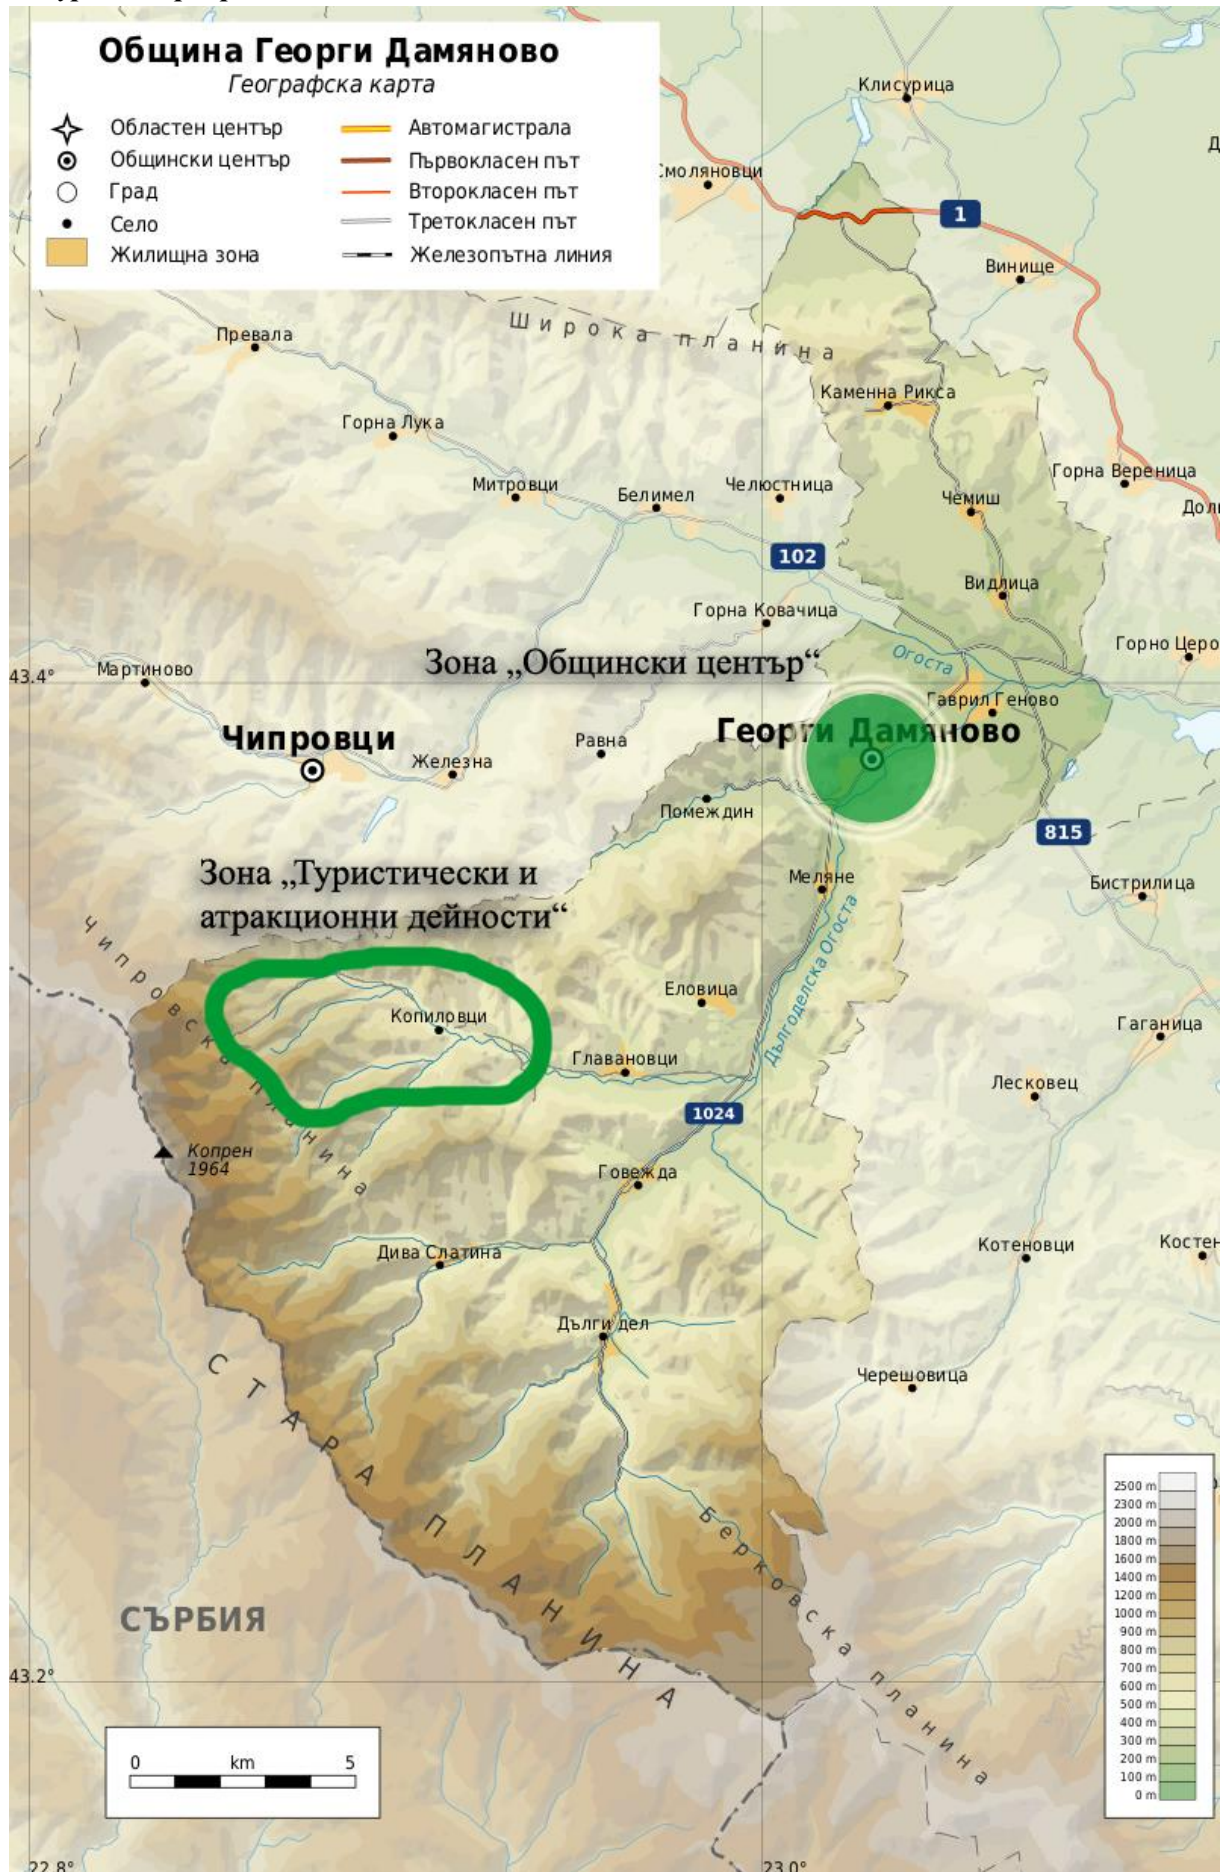 Община Георги Дамяново
Географска карта
Областен център
Общински център
Град
Село
Жилищна зона
Автомагистрала
Първокласен път
Второкласен път
Третокласен път
Железопътна линия
Клисурица
Смоляновци
1
Винище
Превала
Широка планина
Каменна Рикса
Горна Лука
Горна Вереница
Митровци
Белимел
Челюстница
Чемиш
102
Видлица
Горна Ковачица
Горно Церо
Зона „Общински център“
Огоста
43.4°
Мартиново
Гаврил Геново
Чипровци
Георги Дамяново
Равна
Железна
Помеждин
815
Зона „Туристически и
атракционни дейности“
Меляне
Бистрилица
Чипровска планина
Дългоделска Огоста
Еловица
Копиловци
Гаганица
Главановци
Лесковец
1024
Копрен
1964
Говежда
Дива Слатина
Котеновци
Костен
Дълги дел
Черешовица
СТАРА ПЛАНИНА
Берковска планина
СЪРБИЯ
43.2°
2500 m
2300 m
2000 m
1800 m
1600 m
1400 m
1200 m
1000 m
900 m
800 m
700 m
600 m
500 m
400 m
300 m
200 m
100 m
0 m
0 km 5
22.8°
23.0°